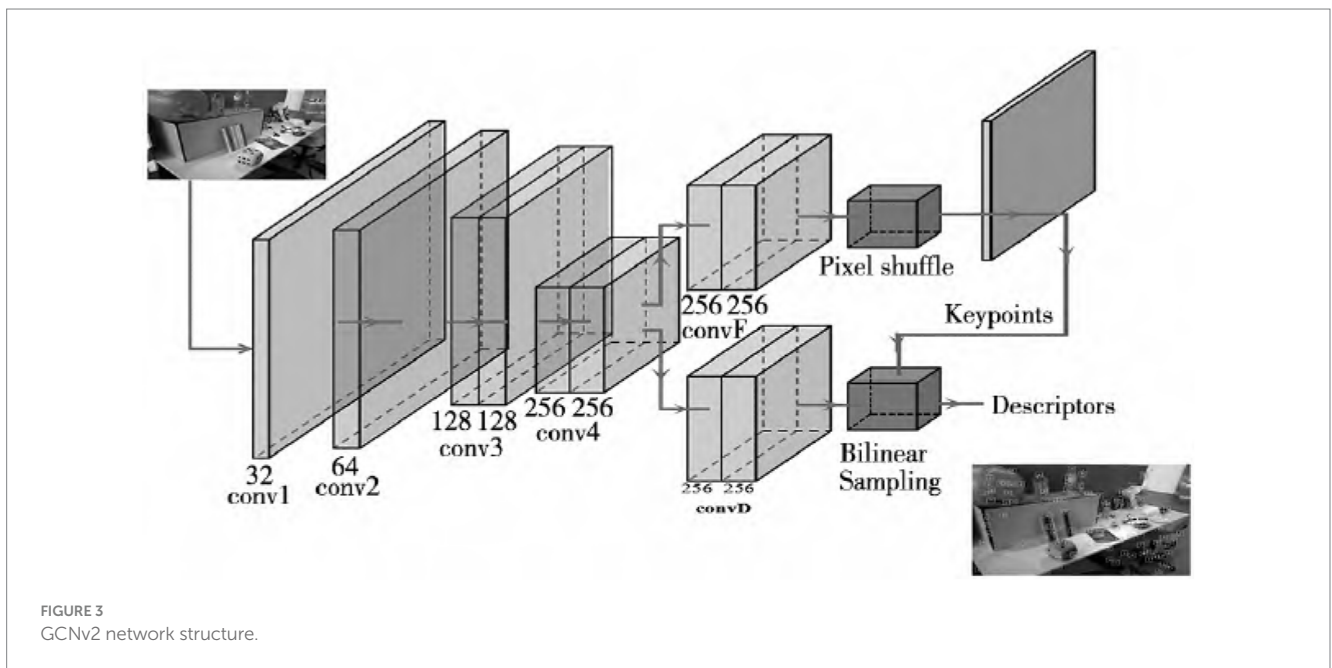 32
conv1
64
conv2
128 128
conv3
256 256
conv4
256 256
convF
Pixel shuffle
Keypoints
256 256
convD
Bilinear
Sampling
Descriptors
FIGURE 3
GCNv2 network structure.